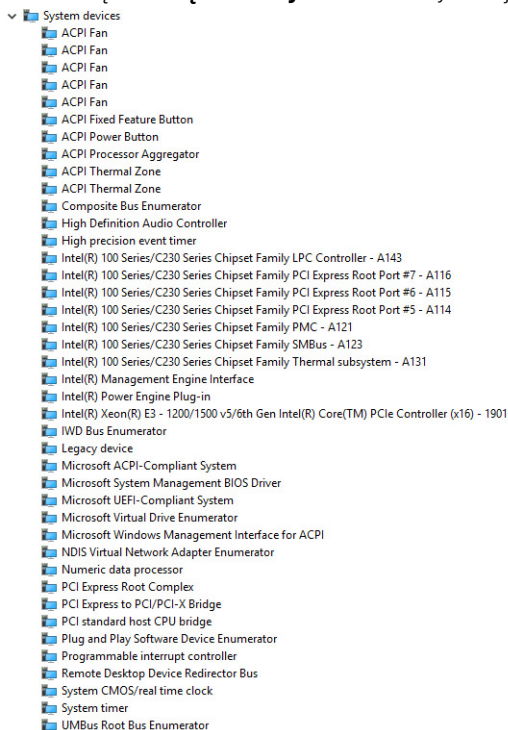 System devices
ACPI Fan
ACPI Fan
ACPI Fan
ACPI Fan
ACPI Fan
ACPI Fixed Feature Button
ACPI Power Button
ACPI Processor Aggregator
ACPI Thermal Zone
ACPI Thermal Zone
Composite Bus Enumerator
High Definition Audio Controller
High precision event timer
Intel(R) 100 Series/C230 Series Chipset Family LPC Controller - A143
Intel(R) 100 Series/C230 Series Chipset Family PCI Express Root Port #7 - A116
Intel(R) 100 Series/C230 Series Chipset Family PCI Express Root Port #6 - A115
Intel(R) 100 Series/C230 Series Chipset Family PCI Express Root Port #5 - A114
Intel(R) 100 Series/C230 Series Chipset Family PMC - A121
Intel(R) 100 Series/C230 Series Chipset Family SMBus - A123
Intel(R) 100 Series/C230 Series Chipset Family Thermal subsystem - A131
Intel(R) Management Engine Interface
Intel(R) Power Engine Plug-in
Intel(R) Xeon(R) E3 - 1200/1500 v5/6th Gen Intel(R) Core(TM) PCIe Controller (x16) - 1901
IWD Bus Enumerator
Legacy device
Microsoft ACPI-Compliant System
Microsoft System Management BIOS Driver
Microsoft UEFI-Compliant System
Microsoft Virtual Drive Enumerator
Microsoft Windows Management Interface for ACPI
NDIS Virtual Network Adapter Enumerator
Numeric data processor
PCI Express Root Complex
PCI Express to PCI/PCI-X Bridge
PCI standard host CPU bridge
Plug and Play Software Device Enumerator
Programmable interrupt controller
Remote Desktop Device Redirector Bus
System CMOS/real time clock
System timer
UMBus Root Bus Enumerator